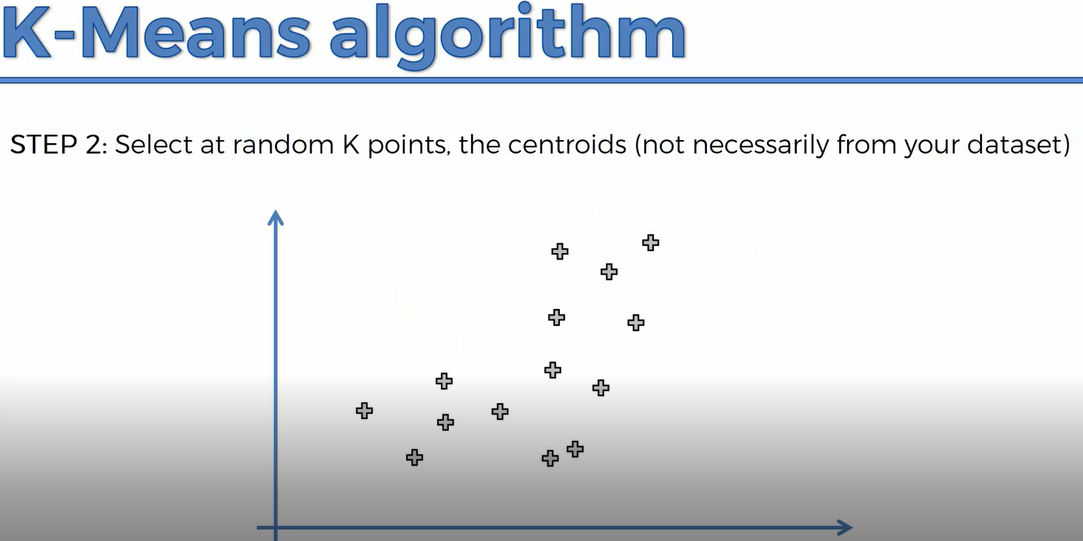 K-Means algorithm
STEP 2: Select at random K points, the centroids (not necessarily from your dataset)